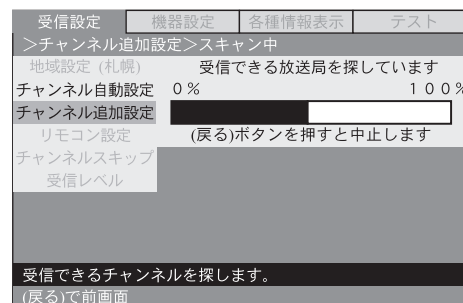 受信設定 機器設定 各種情報表示 テスト
>チャンネル追加設定>スキャン中
地域設定 (札幌) 受信できる放送局を探しています
チャンネル自動設定 0% 100%
チャンネル追加設定
リモコン設定 (戻る)ボタンを押すと中止します
チャンネルスキップ
受信レベル
受信できるチャンネルを探します。
(戻る)で前画面